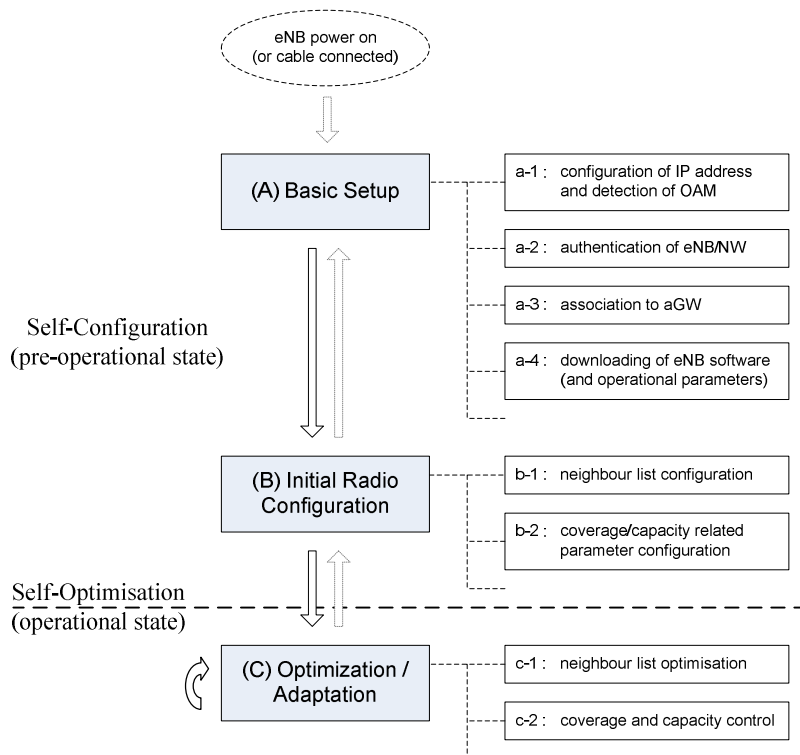 eNB power on
(or cable connected)
(A) Basic Setup
a-1 : configuration of IP address
and detection of OAM
a-2 : authentication of eNB/NW
a-3 : association to aGW
a-4 : downloading of eNB software
(and operational parameters)
Self-Configuration
(pre-operational state)
(B) Initial Radio
Configuration
b-1 : neighbour list configuration
b-2 : coverage/capacity related
parameter configuration
Self-Optimisation
(operational state)
(C) Optimization /
Adaptation
c-1 : neighbour list optimisation
c-2 : coverage and capacity control